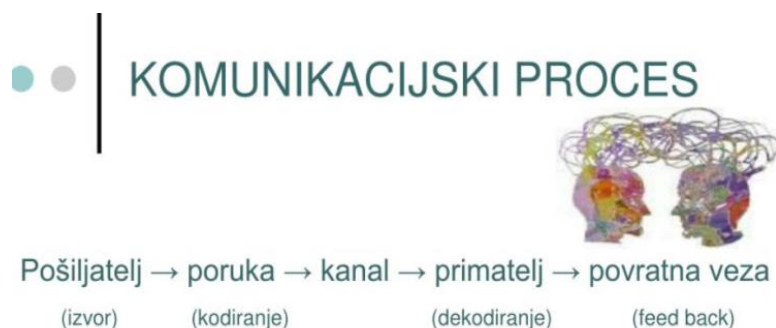 KOMUNIKACIJSKI PROCES
Pošiljatelj → poruka → kanal → primatelj → povratna veza
(izvor) (kodiranje) (dekodiranje) (feed back)